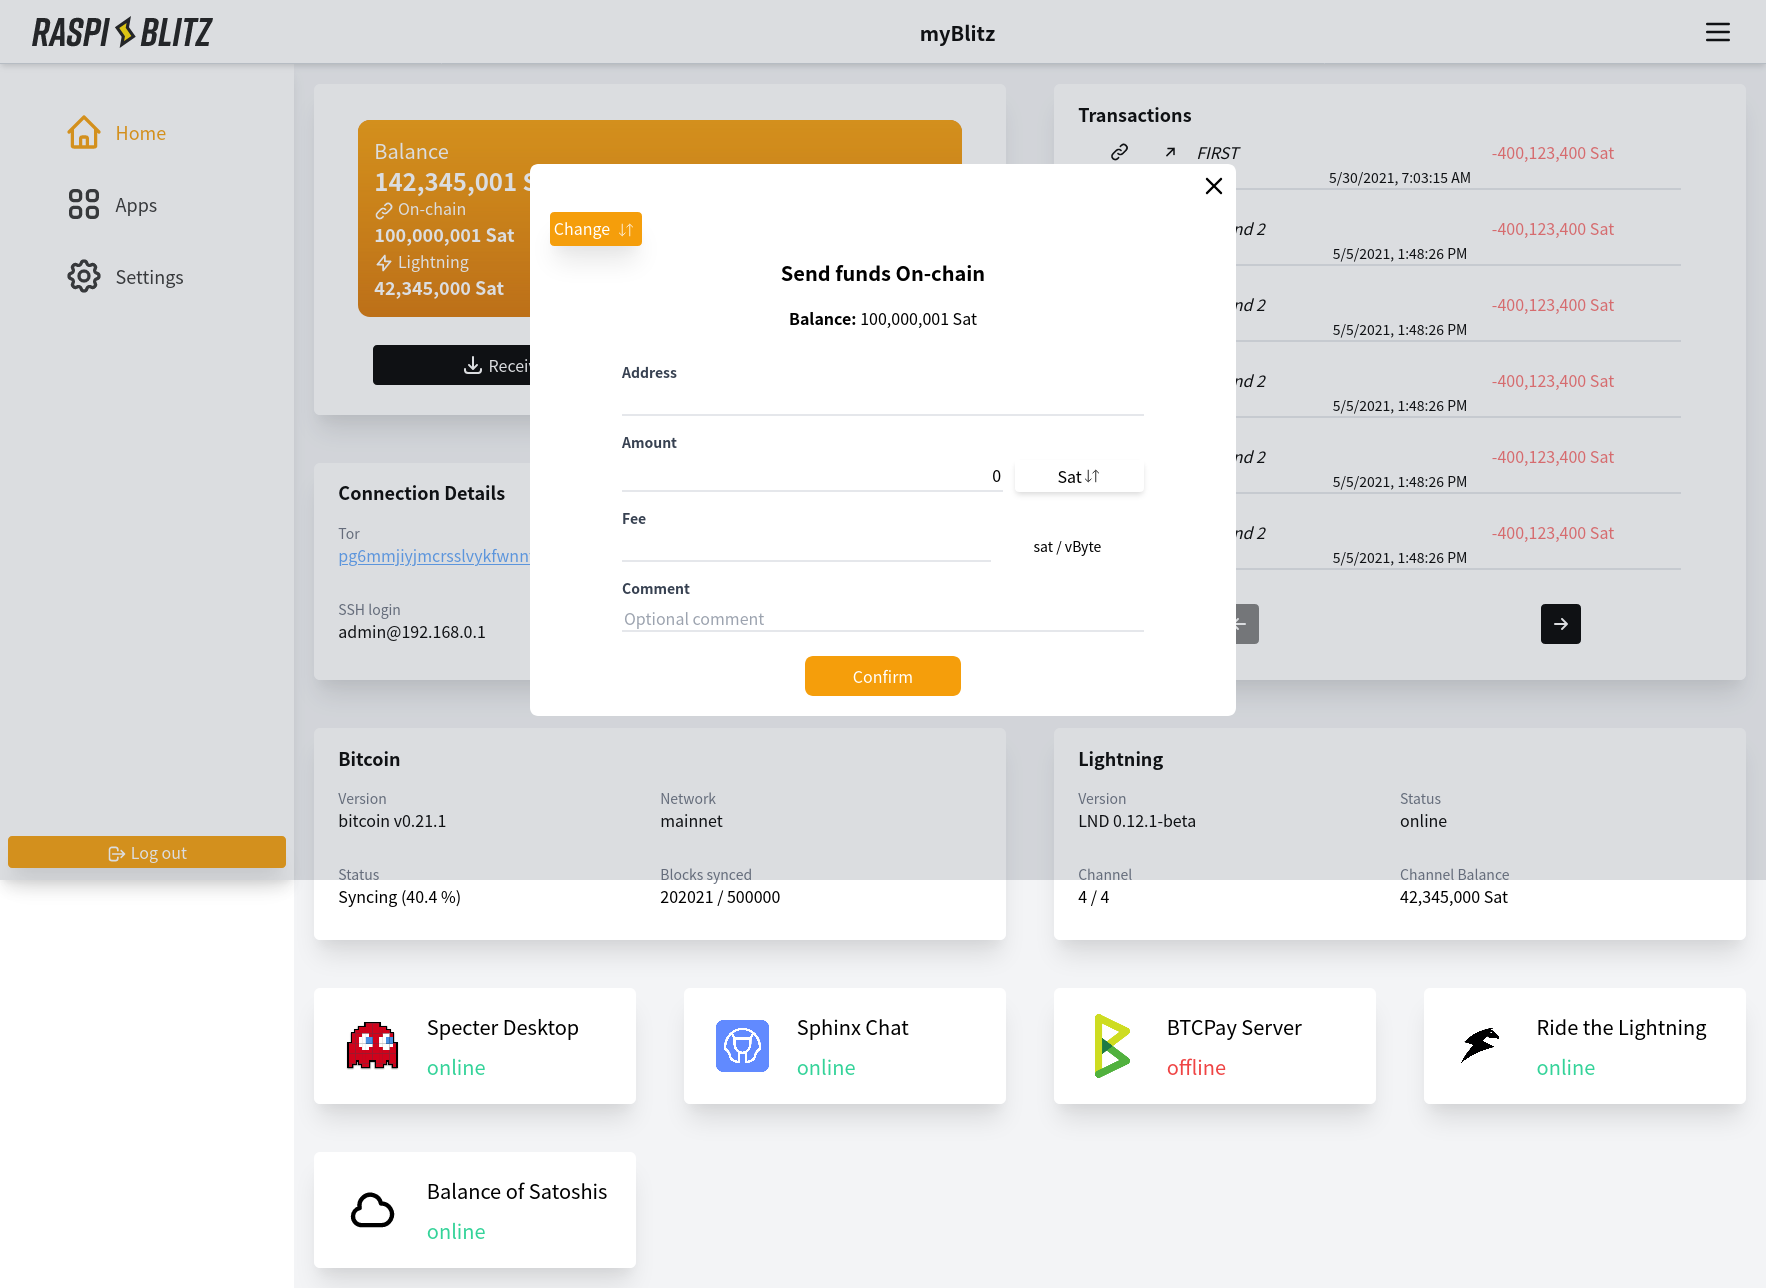 RASPI BLITZ
myBlitz
Home
Apps
Settings
Log out
Balance
142,345,001
On-chain
100,000,001 Sat
Lightning
42,345,000 Sat
Connection Details
Tor
pg6mmjiyjmcrsslvykfwnn
SSH login
admin@192.168.0.1
Change
Send funds On-chain
Balance: 100,000,001 Sat
Address
Amount
0 Sat
Fee
sat / vByte
Comment
Optional comment
Confirm
Transactions
FIRST -400,123,400 Sat
5/30/2021, 7:03:15 AM
nd 2 -400,123,400 Sat
5/5/2021, 1:48:26 PM
nd 2 -400,123,400 Sat
5/5/2021, 1:48:26 PM
nd 2 -400,123,400 Sat
5/5/2021, 1:48:26 PM
nd 2 -400,123,400 Sat
5/5/2021, 1:48:26 PM
nd 2 -400,123,400 Sat
5/5/2021, 1:48:26 PM
Bitcoin
Version Network
bitcoin v0.21.1 mainnet
Status Blocks synced
Syncing (40.4 %) 202021 / 500000
Lightning
Version Status
LND 0.12.1-beta online
Channel Channel Balance
4 / 4 42,345,000 Sat
Specter Desktop
online
Sphinx Chat
online
BTCPay Server
offline
Ride the Lightning
online
Balance of Satoshis
online